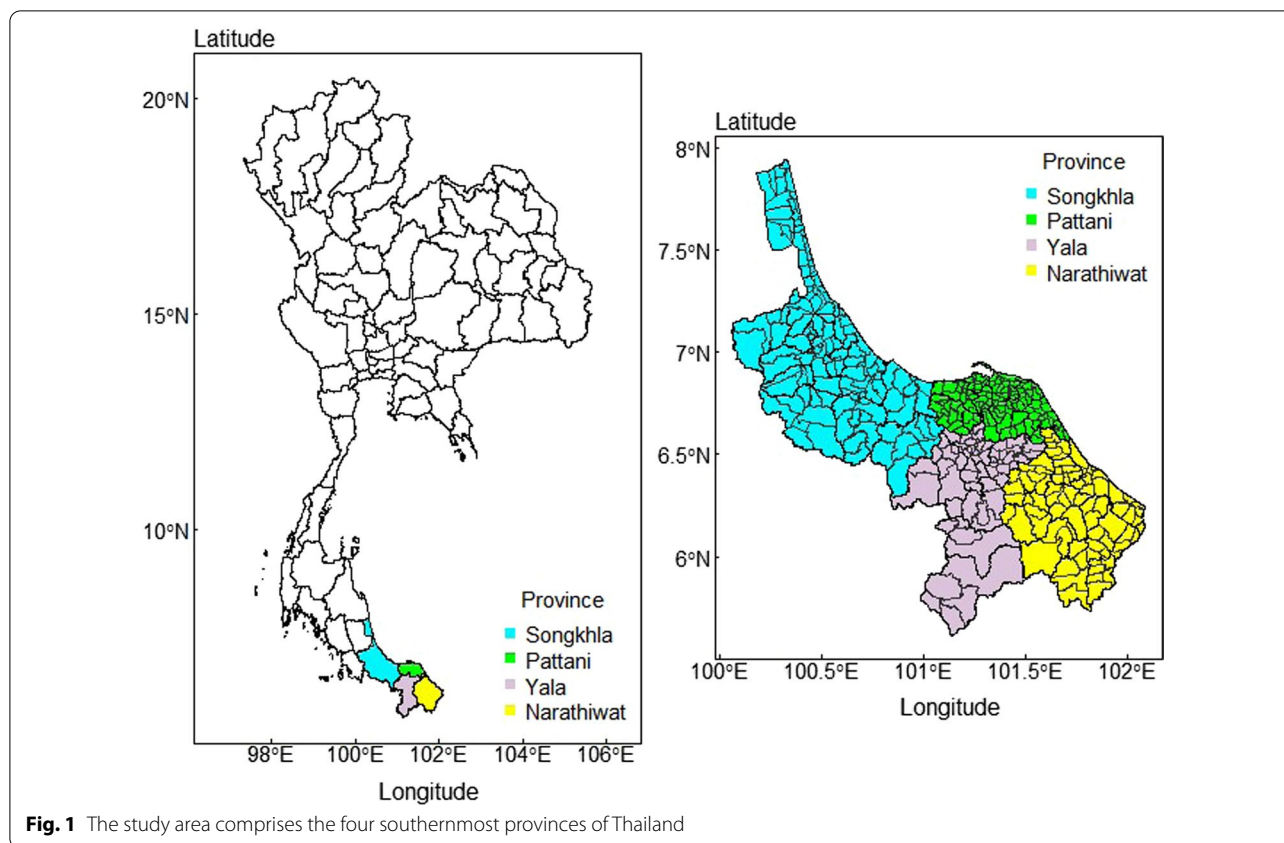 Latitude
20°N
15°N
10°N
Province
Songkhla
Pattani
Yala
Narathiwat
98°E 100°E 102°E 104°E 106°E
Longitude
Latitude
8°N
7.5°N
7°N
6.5°N
6°N
Province
Songkhla
Pattani
Yala
Narathiwat
100°E 100.5°E 101°E 101.5°E 102°E
Longitude
Fig. 1 The study area comprises the four southernmost provinces of Thailand